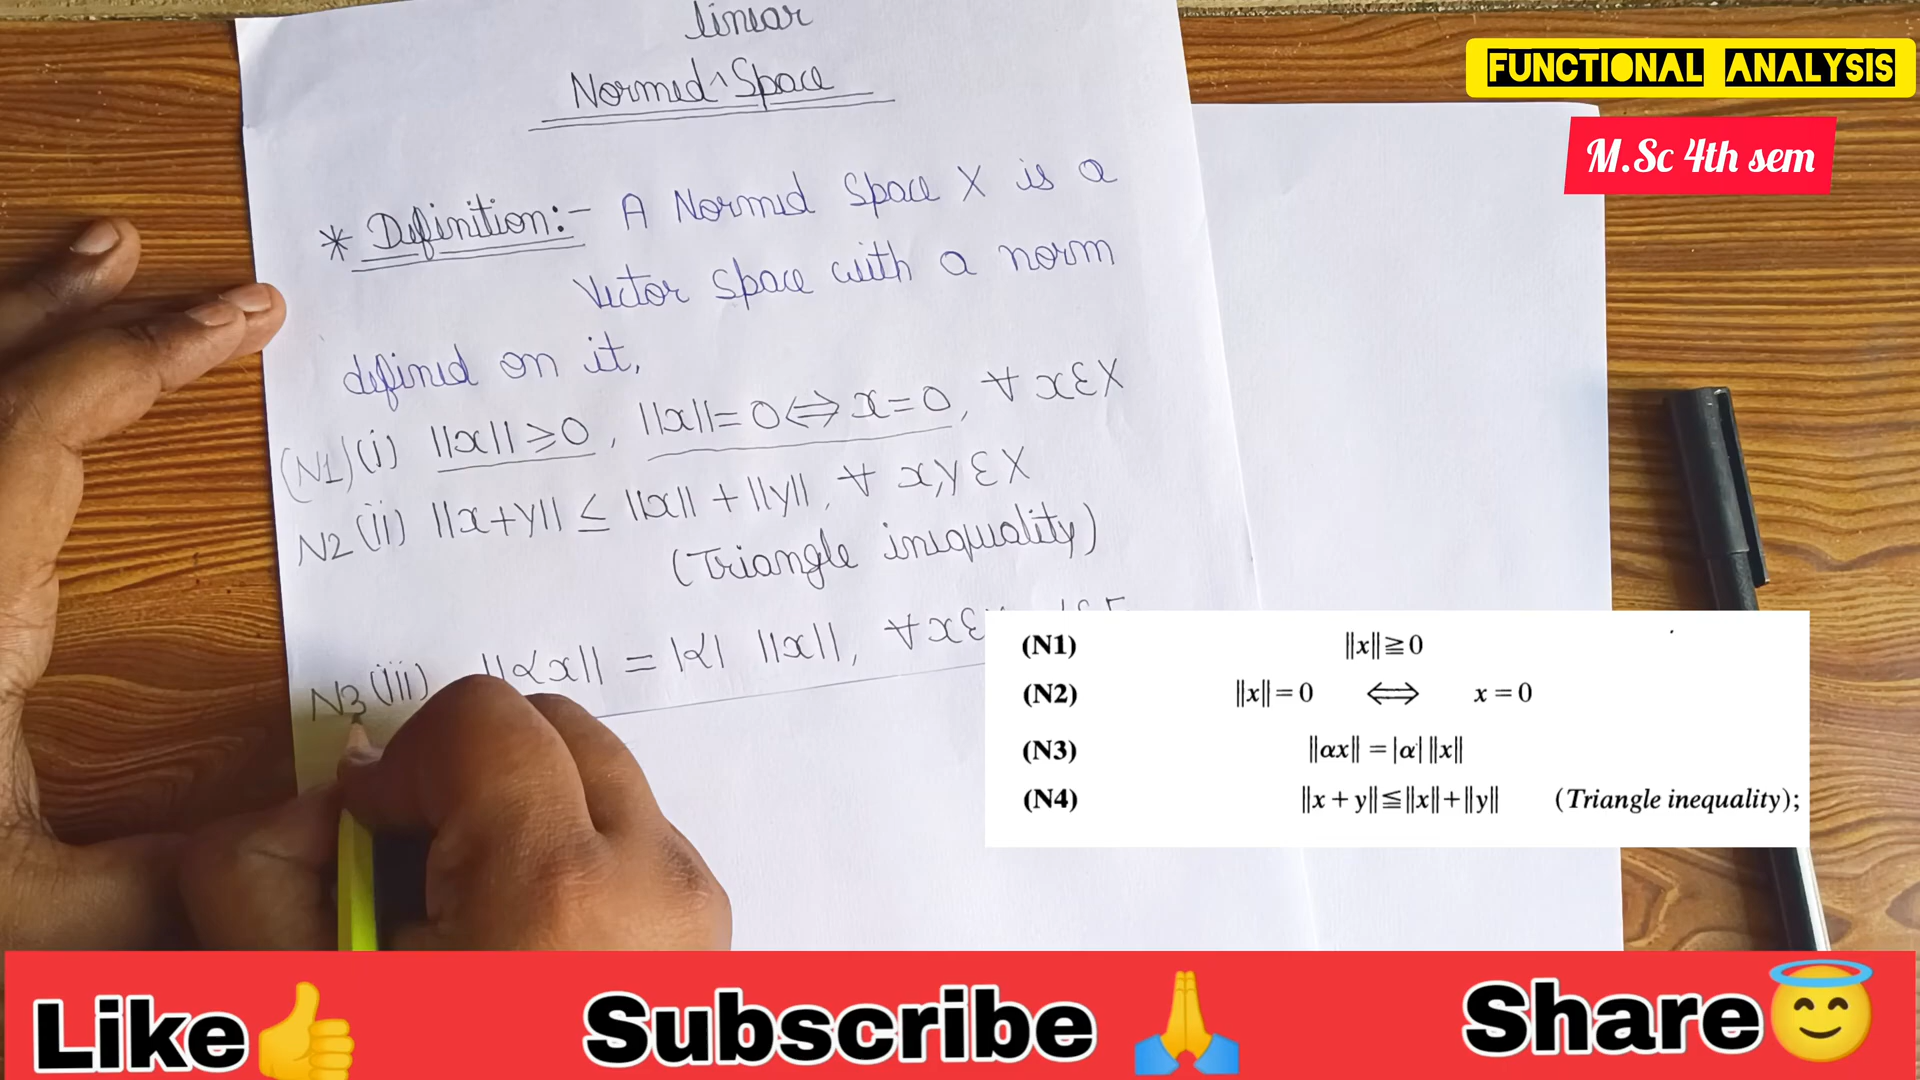 linear
Normed ^ Space
* Definition:- A Normed Space X is a
Vector space with a norm
defined on it,
(N1) (i) ||x|| ⩾ 0, ||x|| = 0 ⇔ x = 0, ∀ x ε X
N2 (ii) ||x+y|| ≤ ||x|| + ||y||, ∀ x,y ε X
(Triangle inequality)
N3 (iii) ||αx|| = |α| ||x||, ∀ x ε
FUNCTIONAL ANALYSIS
M.Sc 4th sem
(N1) ||x|| ≧ 0
(N2) ||x|| = 0 ⟺ x = 0
(N3) ||αx|| = |α| ||x||
(N4) ||x + y|| ≦ ||x|| + ||y|| (Triangle inequality);
Like👍 Subscribe 🙏 Share😇